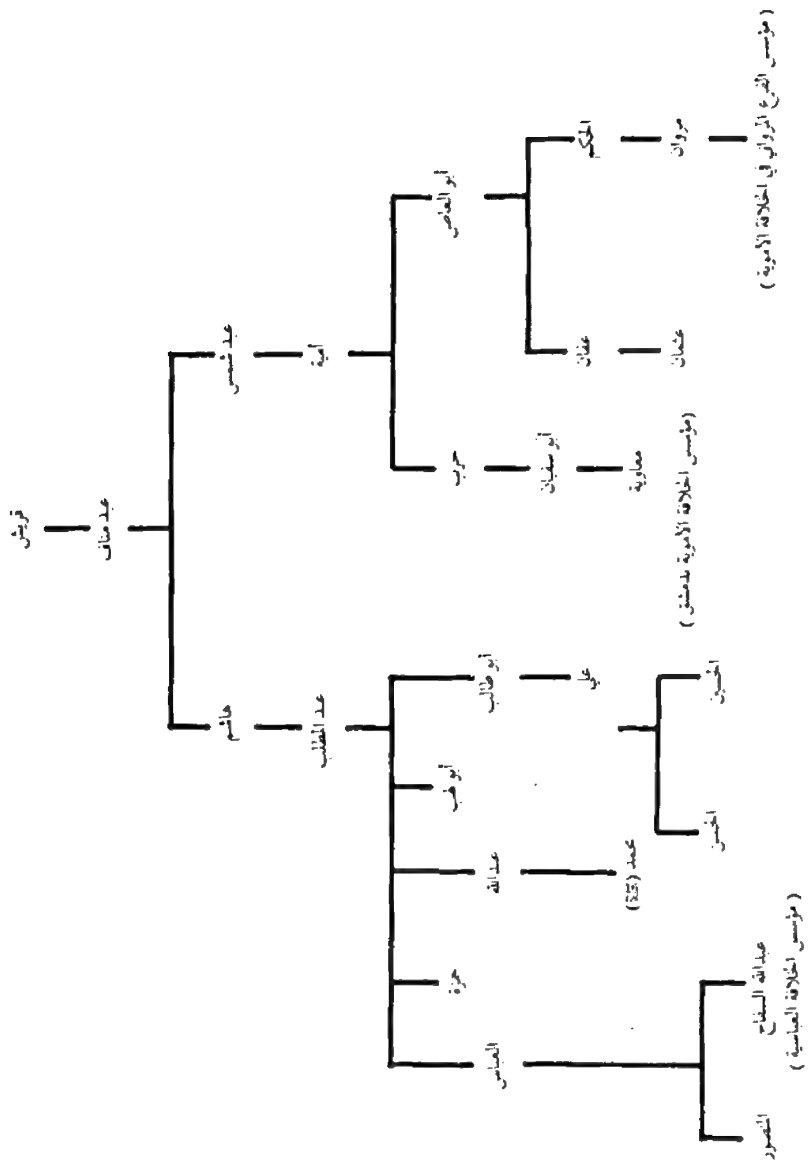 قريش
عبد مناف
عبد شمس
هاشم
أمية
عبد المطلب
أبو العاص
حرب
أبو طالب
أبو لهب
عبد الله
حمزة
العباس
الحكم
عفان
أبو سفيان
علي
محمد (ﷺ)
مروان
عثمان
معاوية
الحسين
الحسن
عبدالله السفاح
المنصور
(مؤسس الفرع المرواني في الخلافة الأموية)
(مؤسس الخلافة الأموية بدمشق)
(مؤسس الخلافة العباسية)